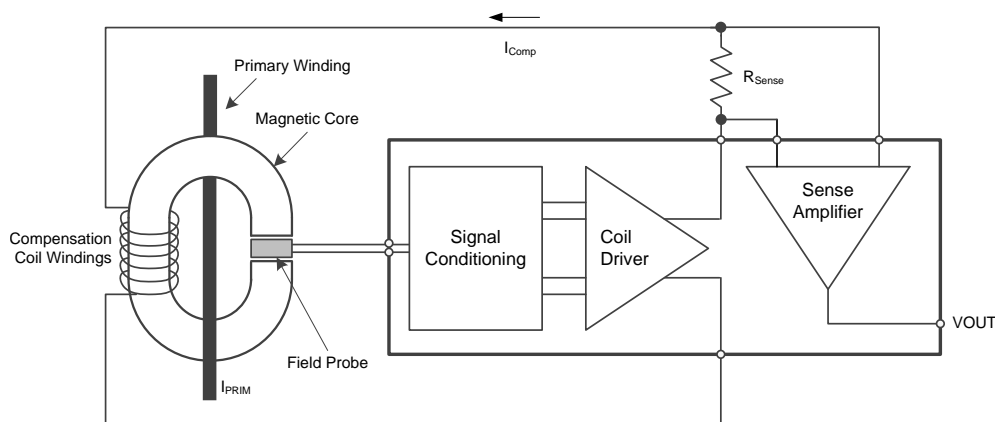 I_Comp
R_Sense
Primary Winding
Magnetic Core
Compensation
Coil Windings
Field Probe
I_PRIM
Signal
Conditioning
Coil
Driver
Sense
Amplifier
VOUT